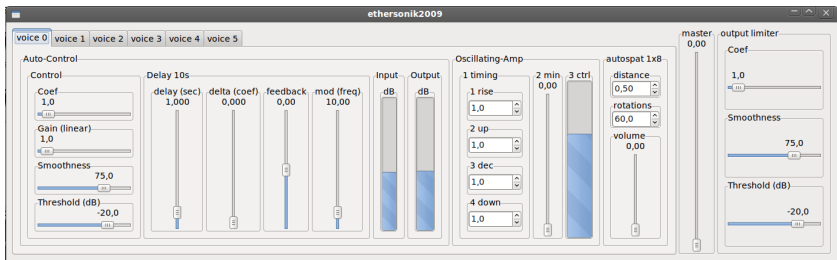 ethersonik2009
voice 0 voice 1 voice 2 voice 3 voice 4 voice 5
Auto-Control
Control
Coef
1,0
Gain (linear)
1,0
Smoothness
75,0
Threshold (dB)
-20,0
Delay 10s
delay (sec) delta (coef) feedback mod (freq)
1,000 0,000 0,00 10,00
Input
dB
Output
dB
Oscillating-Amp
1 timing
1 rise
1,0
2 up
1,0
3 dec
1,0
4 down
1,0
2 min
0,00
3 ctrl
autospat 1x8
distance
0,50
rotations
60,0
volume
0,00
master
0,00
output limiter
Coef
1,0
Smoothness
75,0
Threshold (dB)
-20,0